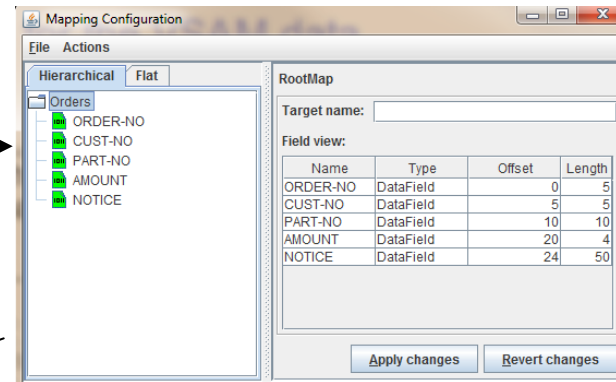 Mapping Configuration
File Actions
Hierarchical Flat
Orders
ORDER-NO
CUST-NO
PART-NO
AMOUNT
NOTICE
RootMap
Target name:
Field view:
Name Type Offset Length
ORDER-NO DataField 0 5
CUST-NO DataField 5 5
PART-NO DataField 10 10
AMOUNT DataField 20 4
NOTICE DataField 24 50
Apply changes Revert changes